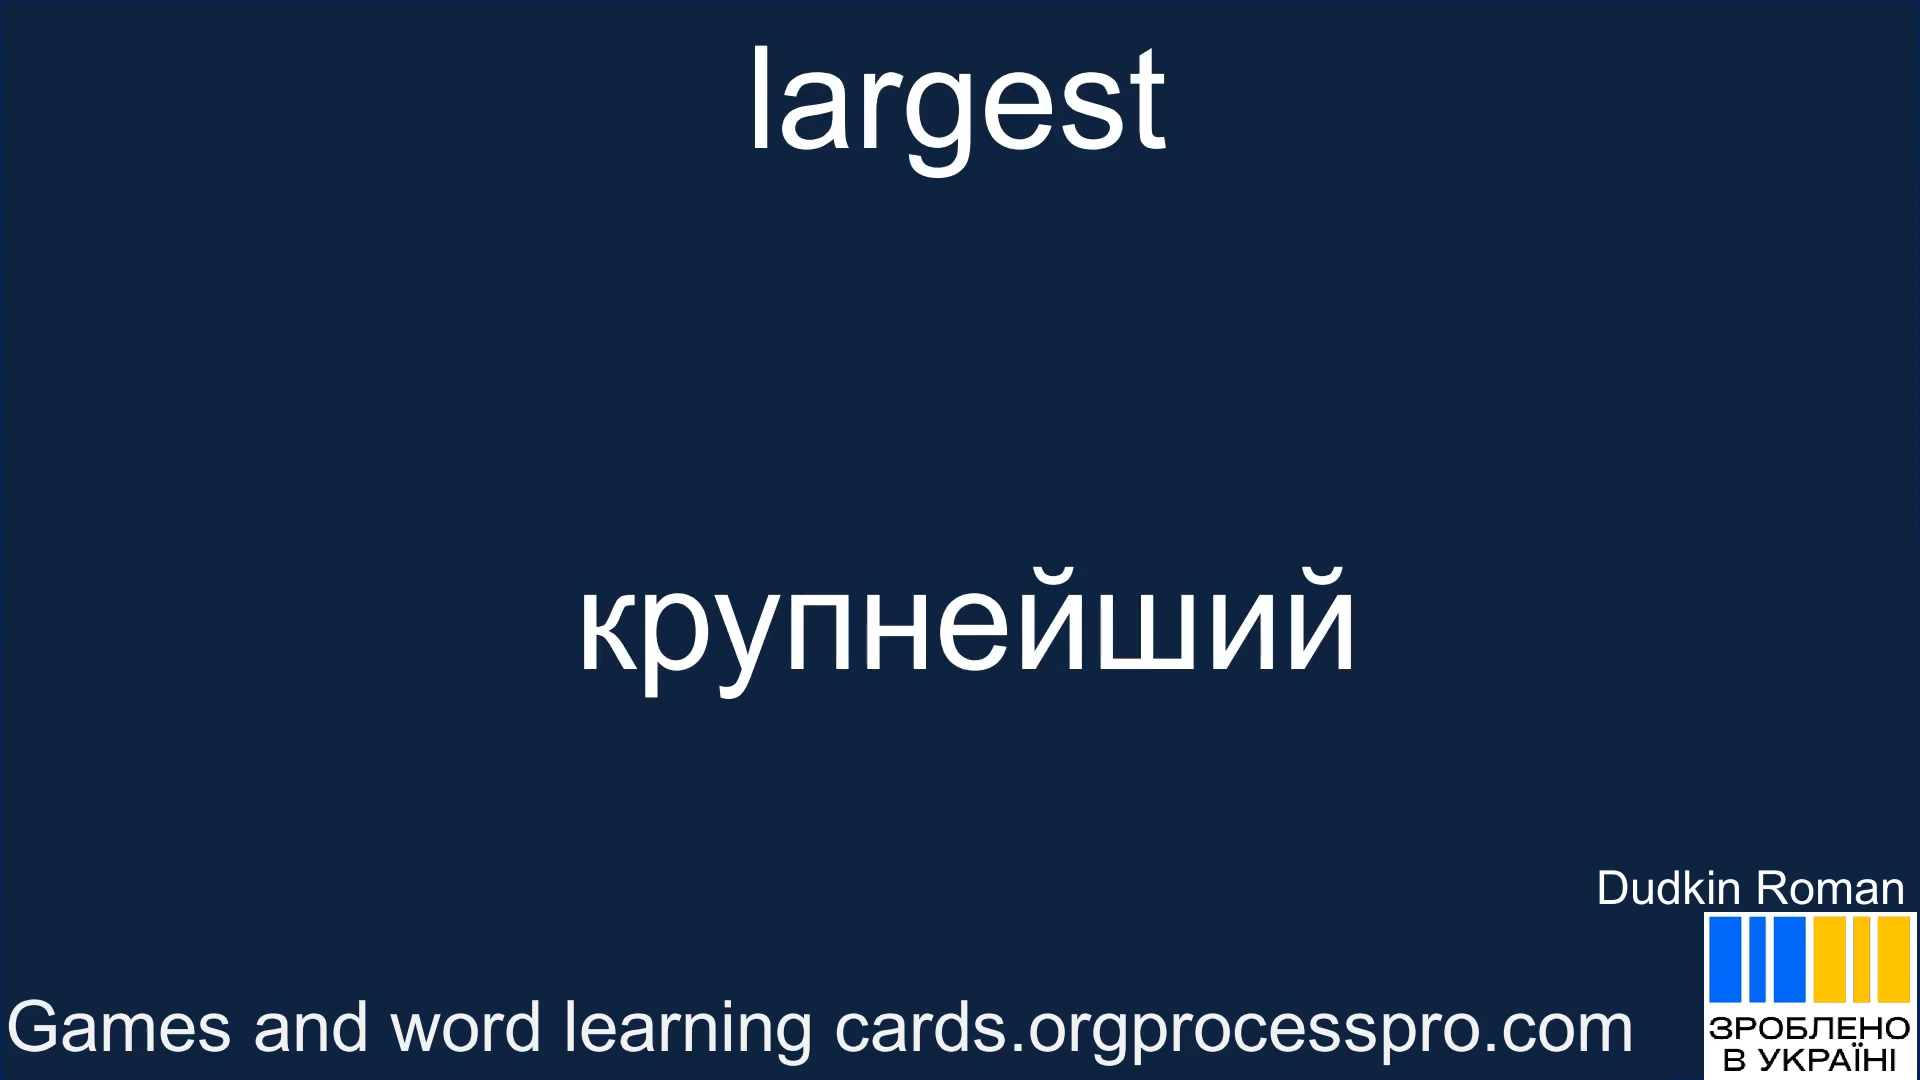 largest
крупнейший
Dudkin Roman
Games and word learning cards.orgprocesspro.com
ЗРОБЛЕНО
В УКРАЇНІ